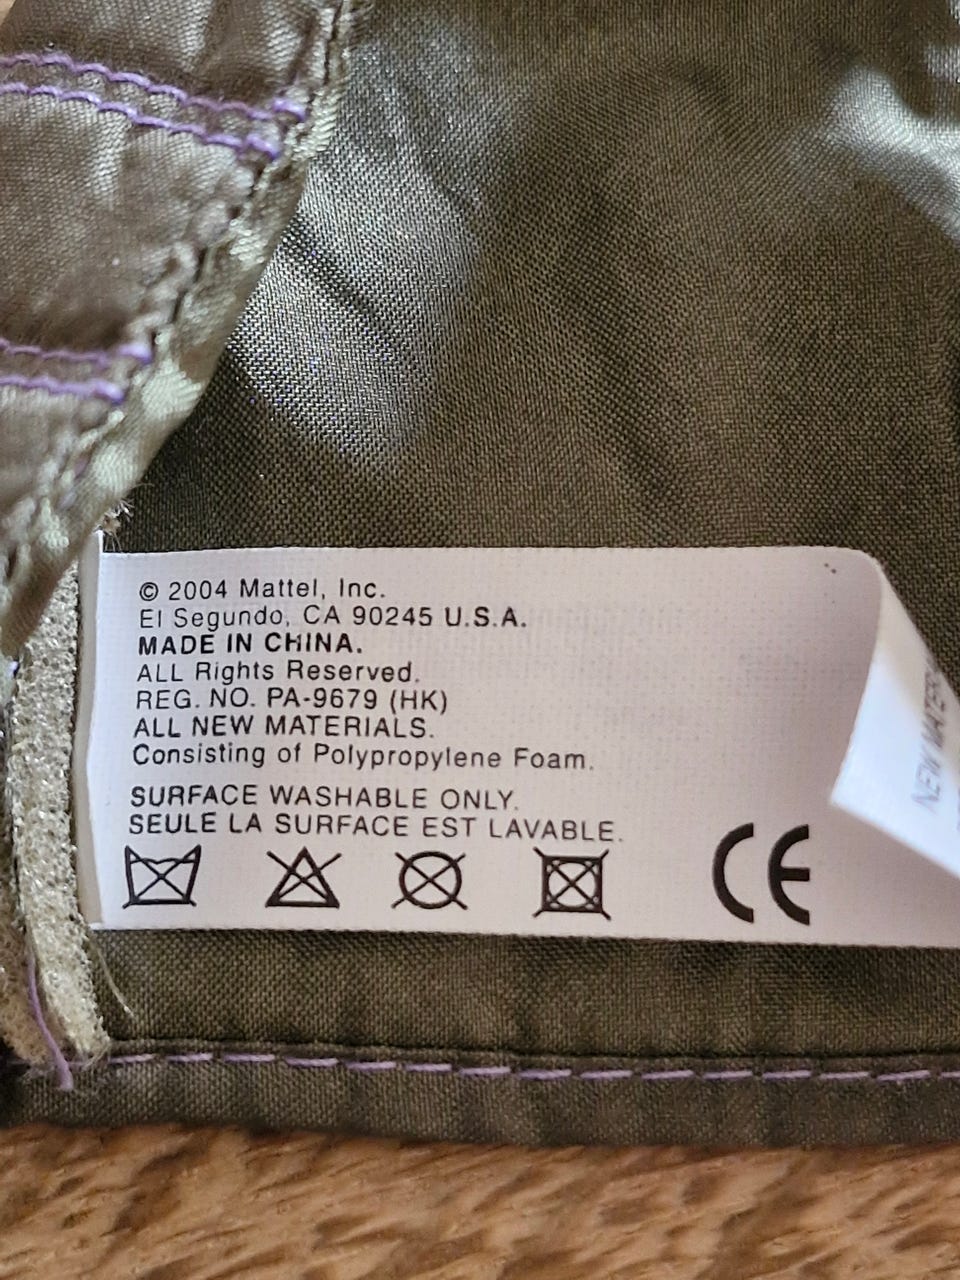 © 2004 Mattel, Inc.
El Segundo, CA 90245 U.S.A.
MADE IN CHINA.
ALL Rights Reserved.
REG. NO. PA-9679 (HK)
ALL NEW MATERIALS.
Consisting of Polypropylene Foam.
SURFACE WASHABLE ONLY.
SEULE LA SURFACE EST LAVABLE.
CE
NEW